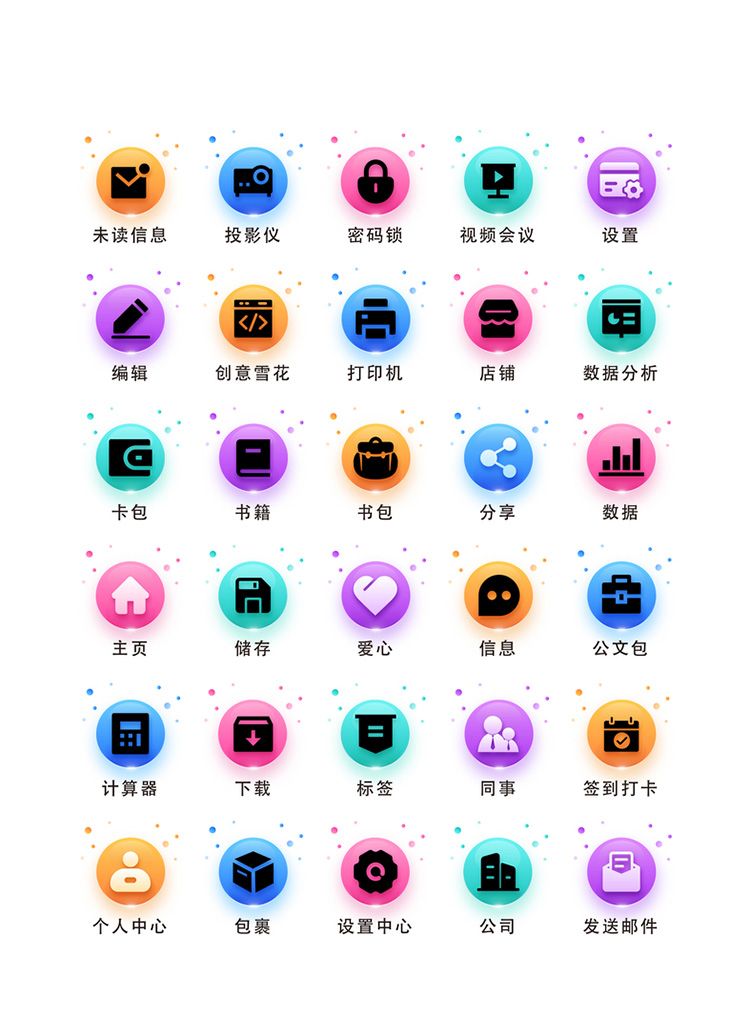 未读信息
投影仪
密码锁
视频会议
设置
编辑
创意雪花
打印机
店铺
数据分析
卡包
书籍
书包
分享
数据
主页
储存
爱心
信息
公文包
计算器
下载
标签
同事
签到打卡
个人中心
包裹
设置中心
公司
发送邮件